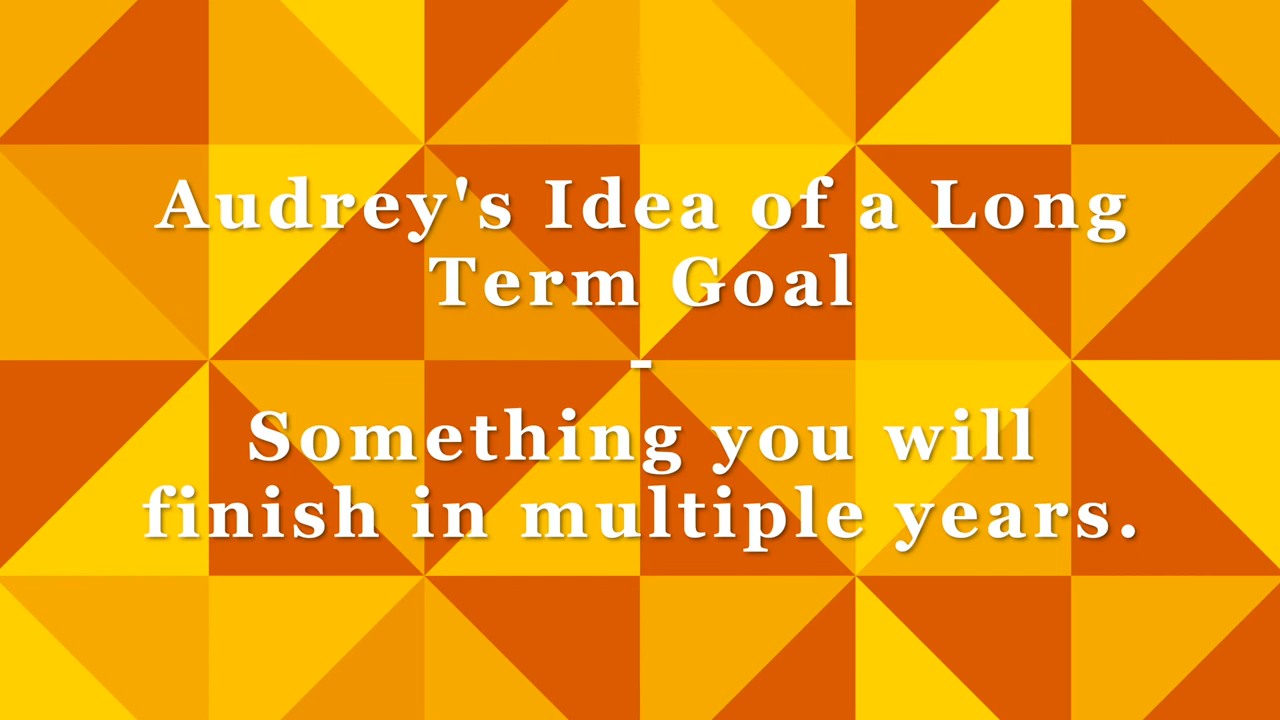 Audrey's Idea of a Long
Term Goal
-
Something you will
finish in multiple years.